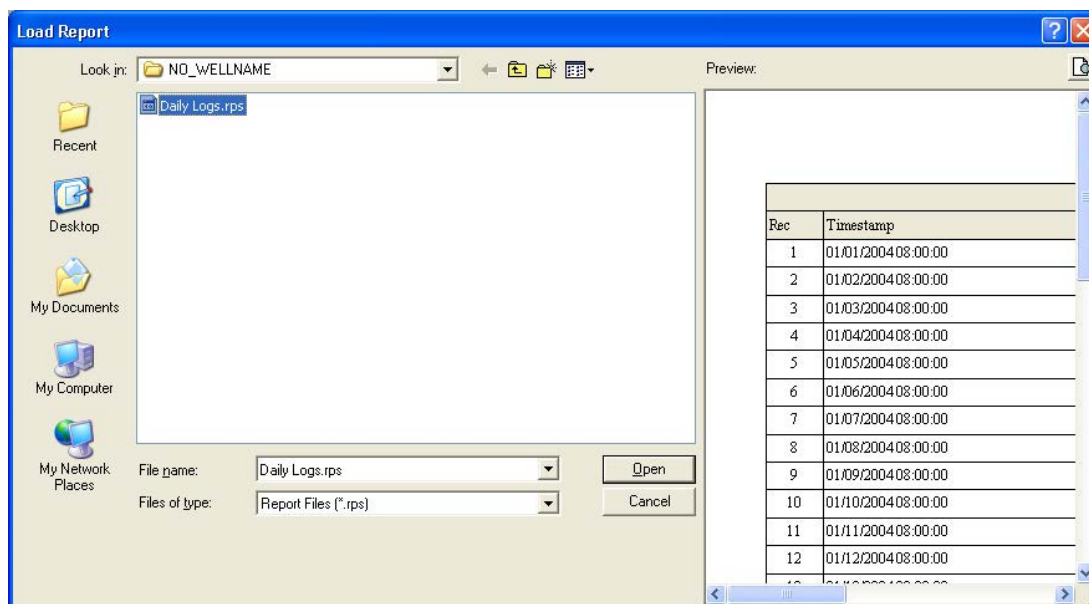 Load Report
Look in: NO_WELLNAME
Preview:
Daily Logs.rps
Recent
Desktop
My Documents
My Computer
My Network Places
File name: Daily Logs.rps
Open
Files of type: Report Files (*.rps)
Cancel
Rec Timestamp
1 01/01/2004 08:00:00
2 01/02/2004 08:00:00
3 01/03/2004 08:00:00
4 01/04/2004 08:00:00
5 01/05/2004 08:00:00
6 01/06/2004 08:00:00
7 01/07/2004 08:00:00
8 01/08/2004 08:00:00
9 01/09/2004 08:00:00
10 01/10/2004 08:00:00
11 01/11/2004 08:00:00
12 01/12/2004 08:00:00